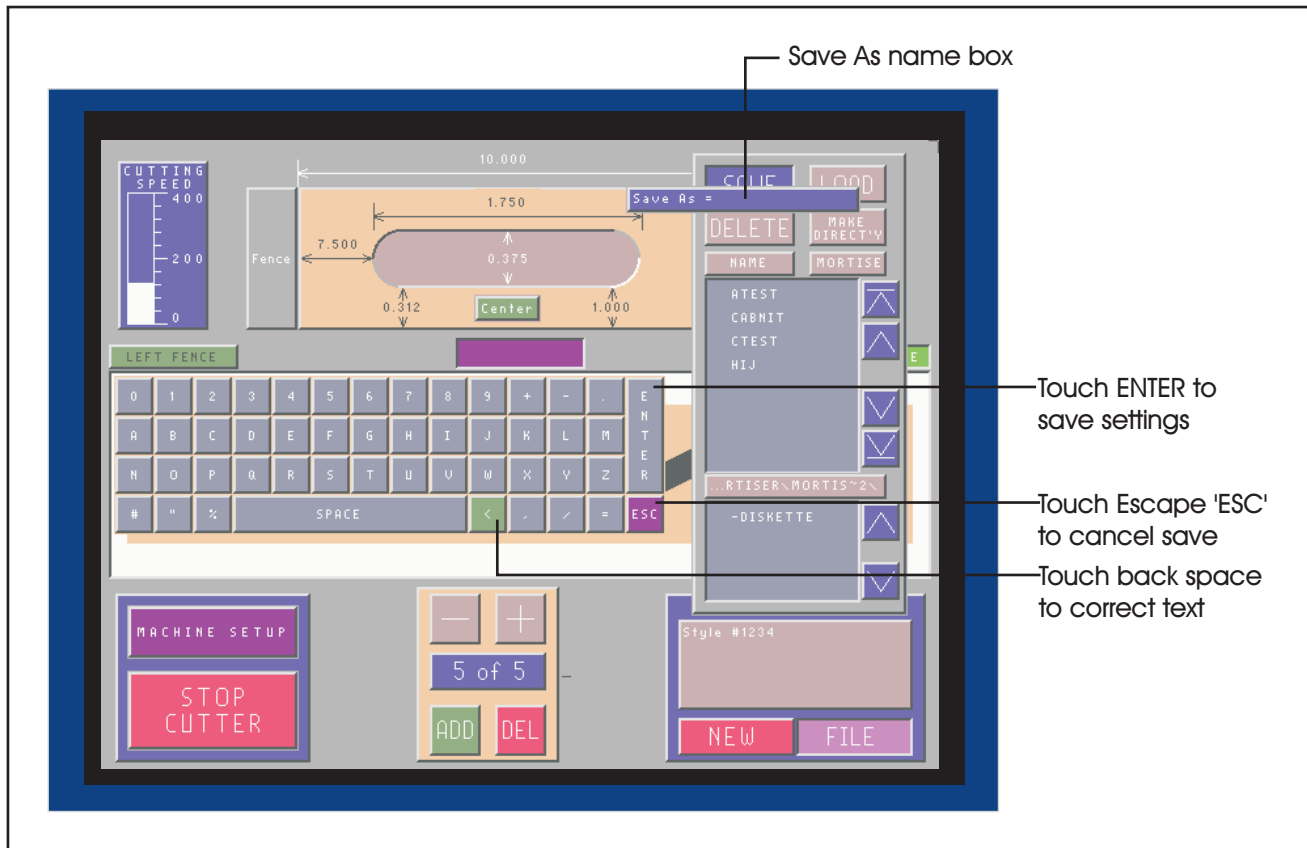 Save As name box
CUTTING
SPEED
400
200
0
10.000
1.750
7.500
Fence
0.375
0.312
Center
1.000
SAVE
LOAD
Save As =
DELETE
MAKE
DIRECT'Y
NAME
MORTISE
ATEST
CABNIT
CTEST
HIJ
LEFT FENCE
E
0 1 2 3 4 5 6 7 8 9 + - .
A B C D E F G H I J K L M
N O P Q R S T U V W X Y Z
# " % SPACE < , / =
ENTER
ESC
...RTISER\MORTIS~2\
-DISKETTE
Touch ENTER to
save settings
Touch Escape 'ESC'
to cancel save
Touch back space
to correct text
MACHINE SETUP
STOP
CUTTER
- +
5 of 5
ADD
DEL
Style #1234
NEW
FILE